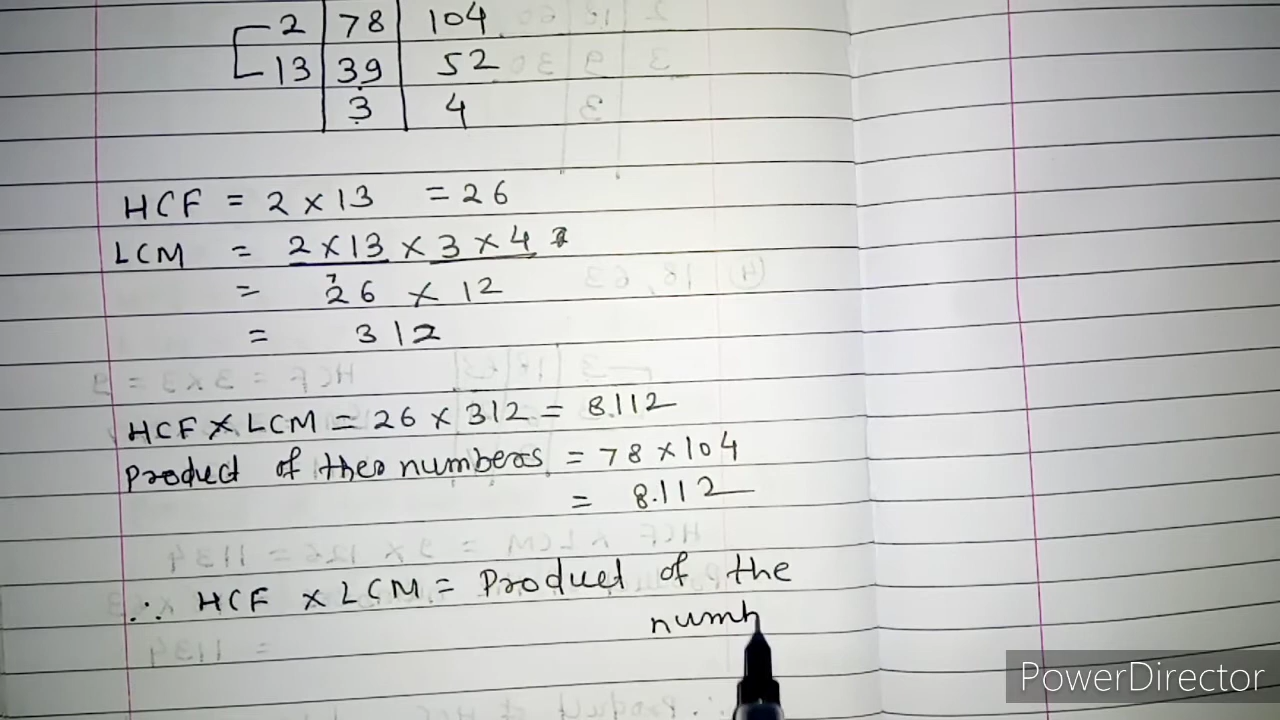 2 78 104
13 39 52
3 4
HCF = 2 × 13 = 26
LCM = 2 × 13 × 3 × 4
= 26 × 12
= 312
HCF × LCM = 26 × 312 = 8112
Product of the numbers = 78 × 104
= 8112
∴ HCF × LCM = Product of the
numb
PowerDirector